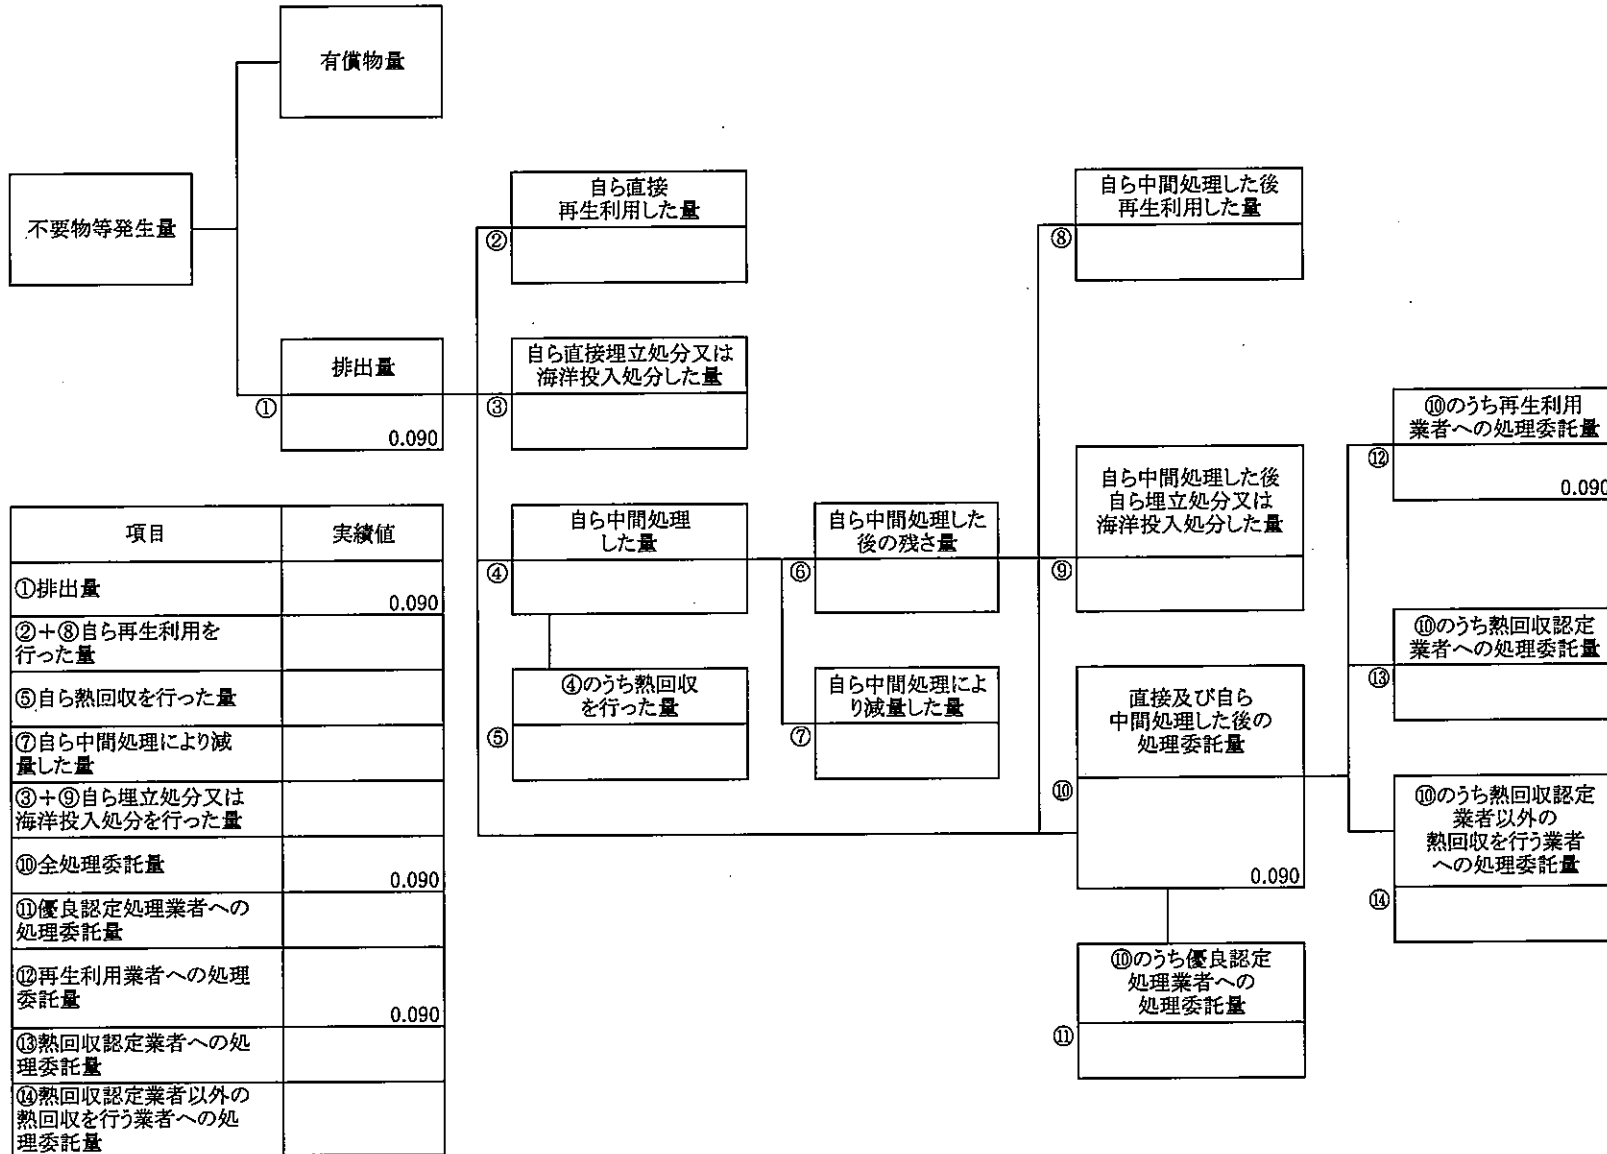 有償物量
不要物等発生量
排出量
①
0.090
自ら直接
再生利用した量
②
自ら直接埋立処分又は
海洋投入処分した量
③
自ら中間処理
した量
④
④のうち熱回収
を行った量
⑤
自ら中間処理した
後の残さ量
⑥
自ら中間処理によ
り減量した量
⑦
自ら中間処理した後
再生利用した量
⑧
自ら中間処理した後
自ら埋立処分又は
海洋投入処分した量
⑨
直接及び自ら
中間処理した後の
処理委託量
⑩
0.090
⑩のうち優良認定
処理業者への
処理委託量
⑪
⑩のうち再生利用
業者への処理委託量
⑫
0.090
⑩のうち熱回収認定
業者への処理委託量
⑬
⑩のうち熱回収認定
業者以外の
熱回収を行う業者
への処理委託量
⑭
項目 実績値
①排出量 0.090
②+⑧自ら再生利用を
行った量
⑤自ら熱回収を行った量
⑦自ら中間処理により減
量した量
③+⑨自ら埋立処分又は
海洋投入処分を行った量
⑩全処理委託量 0.090
⑪優良認定処理業者への
処理委託量
⑫再生利用業者への処理
委託量 0.090
⑬熱回収認定業者への処
理委託量
⑭熱回収認定業者以外の
熱回収を行う業者への処
理委託量